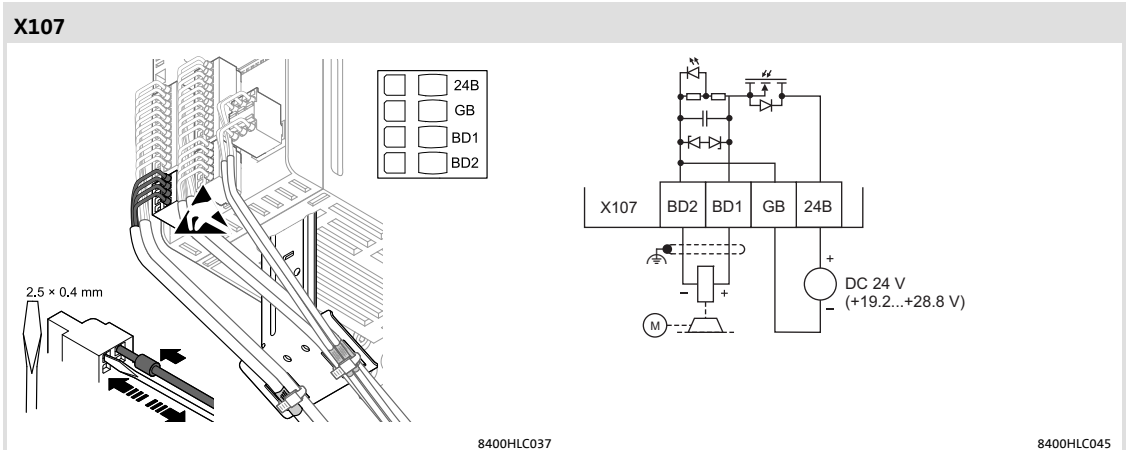 X107
24B
GB
BD1
BD2
2.5 × 0.4 mm
8400HLC037
X107 BD2 BD1 GB 24B
+
DC 24 V
(+19.2...+28.8 V)
–
– +
M
8400HLC045